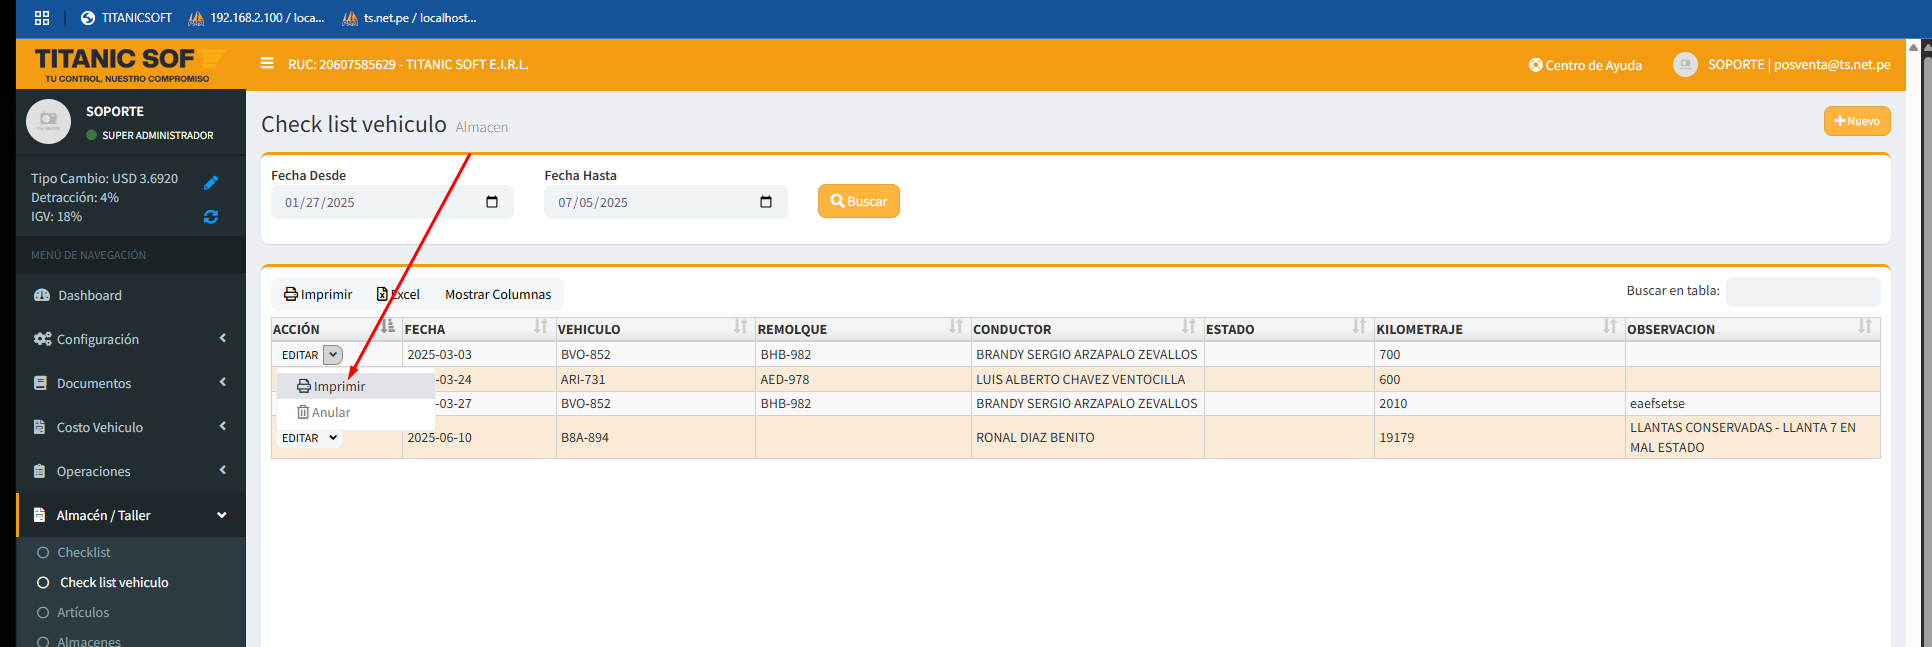 TITANICSOFT 192.168.2.100 / loca... ts.net.pe / localhost...
TITANIC SOF
TU CONTROL, NUESTRO COMPROMISO
RUC: 20607585629 - TITANIC SOFT E.I.R.L.
Centro de Ayuda
SOPORTE | posventa@ts.net.pe
SOPORTE
SUPER ADMINISTRADOR
Tipo Cambio: USD 3.6920
Detracción: 4%
IGV: 18%
MENÚ DE NAVEGACIÓN
Dashboard
Configuración
Documentos
Costo Vehiculo
Operaciones
Almacén / Taller
Checklist
Check list vehiculo
Artículos
Almacenes
Check list vehiculo Almacen
Nuevo
Fecha Desde Fecha Hasta
01/27/2025 07/05/2025 Buscar
Imprimir Excel Mostrar Columnas
Buscar en tabla:
ACCIÓN FECHA VEHICULO REMOLQUE CONDUCTOR ESTADO KILOMETRAJE OBSERVACION
EDITAR 2025-03-03 BVO-852 BHB-982 BRANDY SERGIO ARZAPALO ZEVALLOS 700
Imprimir -03-24 ARI-731 AED-978 LUIS ALBERTO CHAVEZ VENTOCILLA 600
Anular -03-27 BVO-852 BHB-982 BRANDY SERGIO ARZAPALO ZEVALLOS 2010 eaefsetse
EDITAR 2025-06-10 B8A-894 RONAL DIAZ BENITO 19179 LLANTAS CONSERVADAS - LLANTA 7 EN
MAL ESTADO